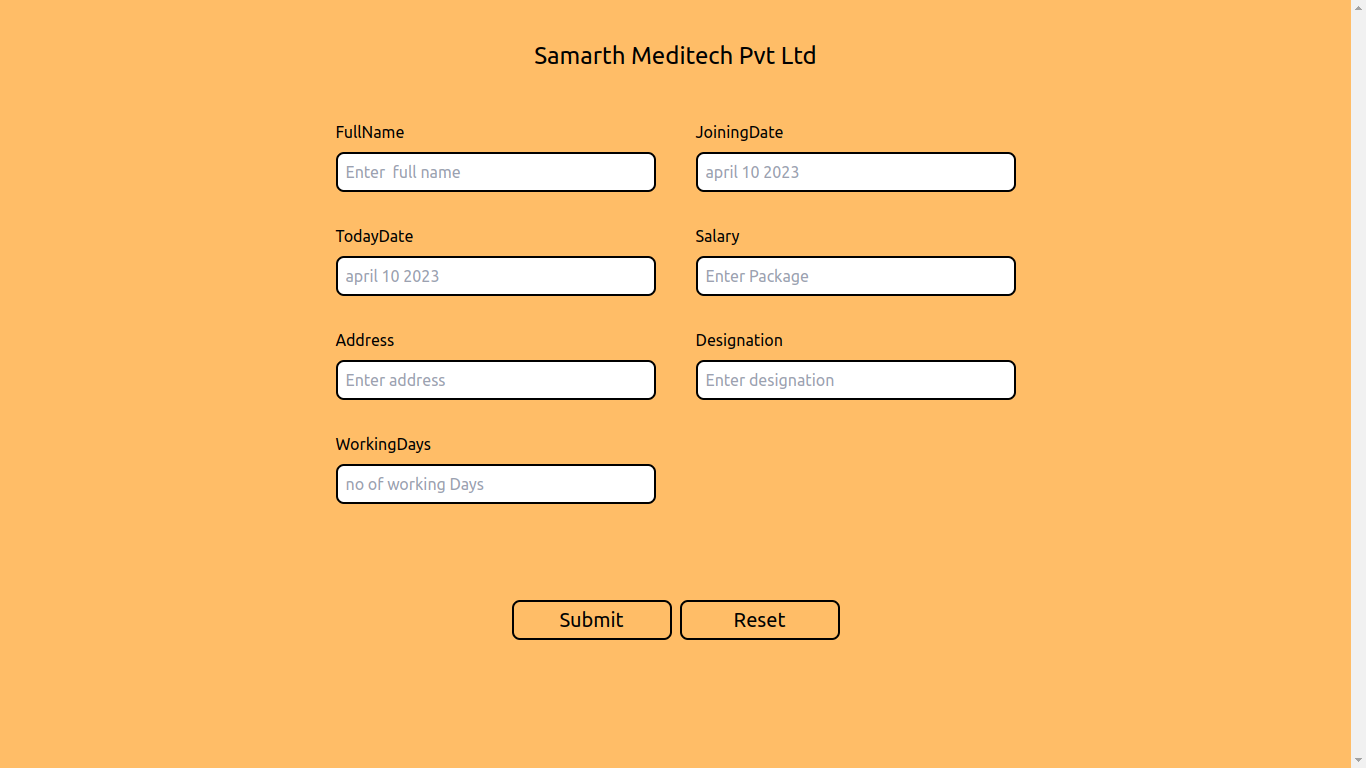 Samarth Meditech Pvt Ltd
FullName
JoiningDate
Enter  full name
april 10 2023
TodayDate
Salary
april 10 2023
Enter Package
Address
Designation
Enter address
Enter designation
WorkingDays
no of working Days
Submit
Reset